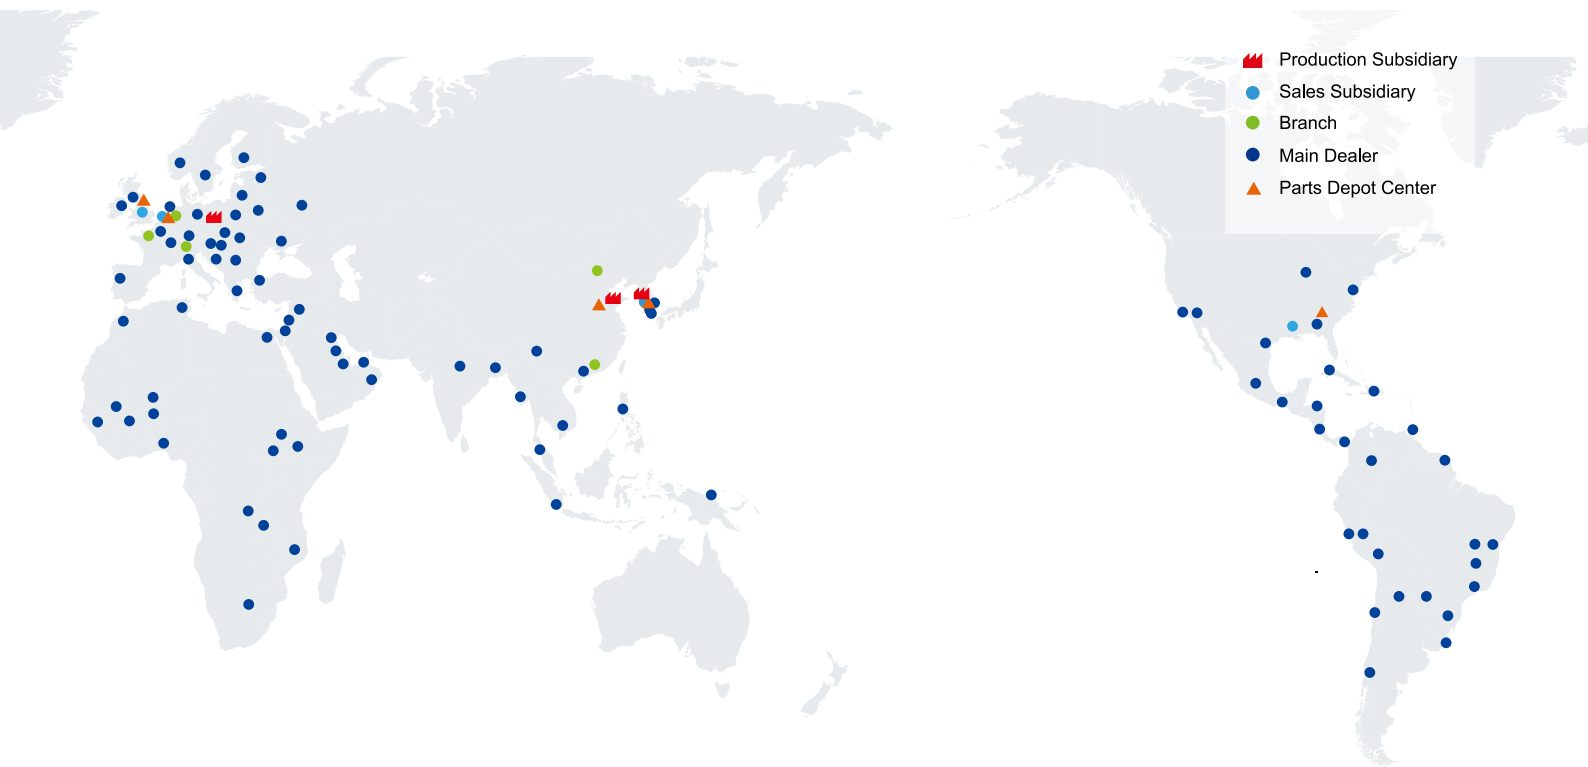 Production Subsidiary
Sales Subsidiary
Branch
Main Dealer
Parts Depot Center